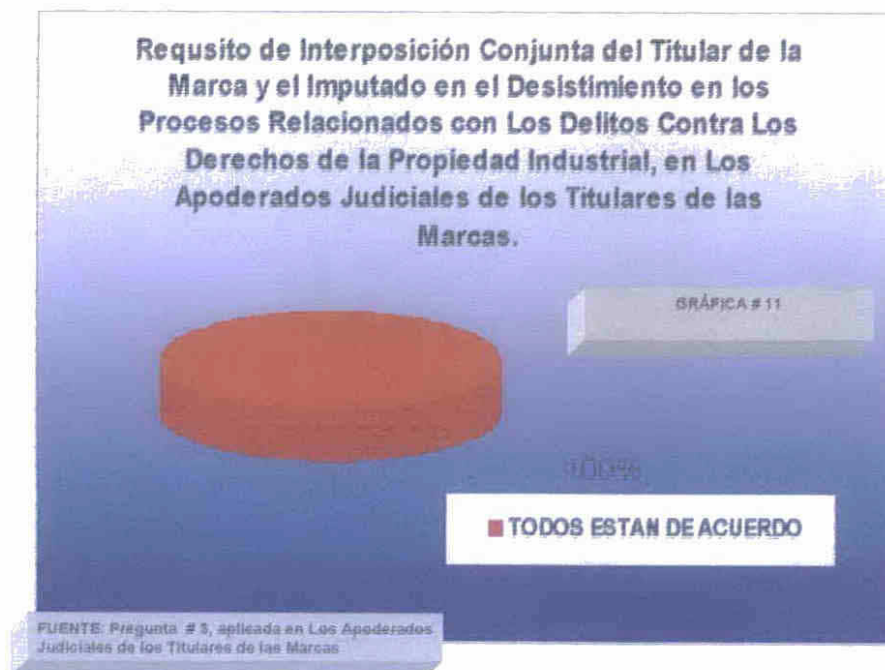 Requsito de Interposición Conjunta del Titular de la
Marca y el Imputado en el Desistimiento en los
Procesos Relacionados con Los Delitos Contra Los
Derechos de la Propiedad Industrial, en Los
Apoderados Judiciales de los Titulares de las
Marcas.
GRÁFICA # 11
100%
TODOS ESTAN DE ACUERDO
FUENTE: Pregunta # 5, aplicada en Los Apoderados
Judiciales de los Titulares de las Marcas